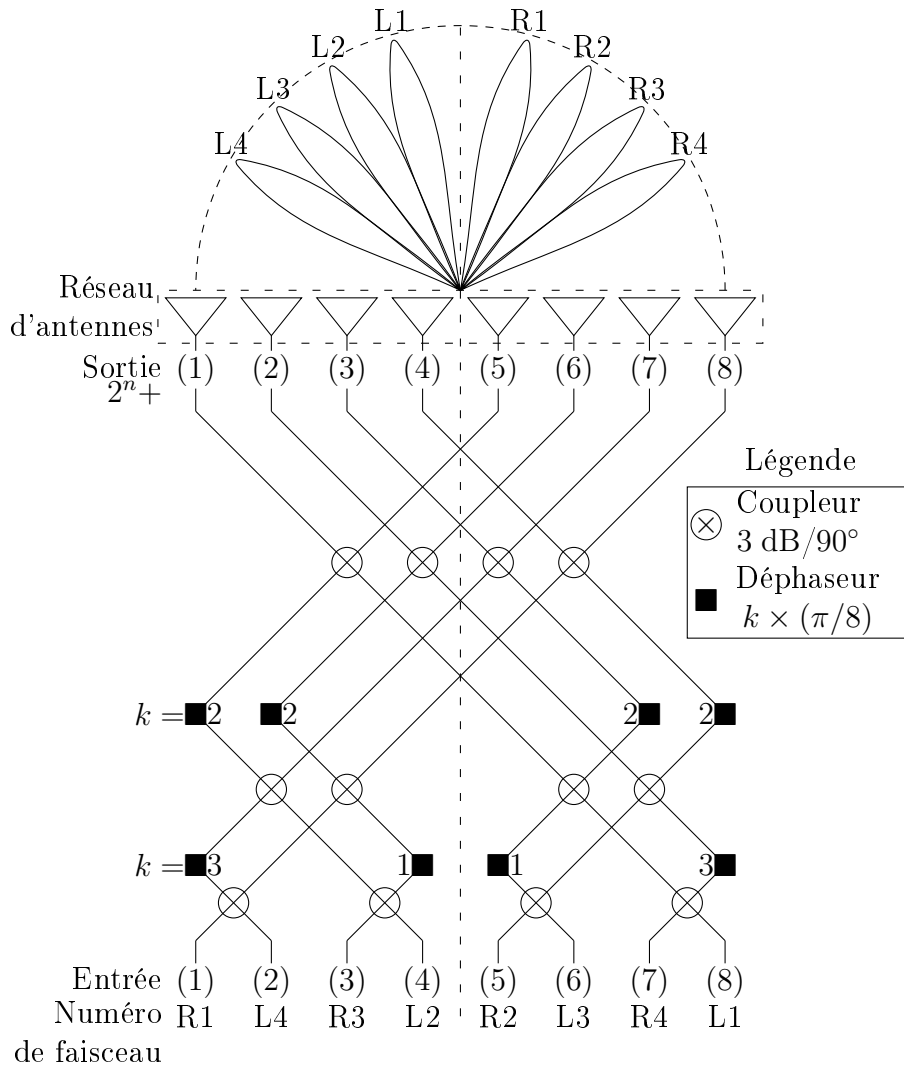 L1 R1
L2 R2
L3 R3
L4 R4
Réseau
d'antennes
Sortie (1) (2) (3) (4) (5) (6) (7) (8)
2^n+
Légende
Coupleur
3 dB/90°
Déphaseur
k × (π/8)
k = 2 2 2 2
k = 3 1 1 3
Entrée (1) (2) (3) (4) (5) (6) (7) (8)
Numéro
de faisceau
R1 L4 R3 L2 R2 L3 R4 L1